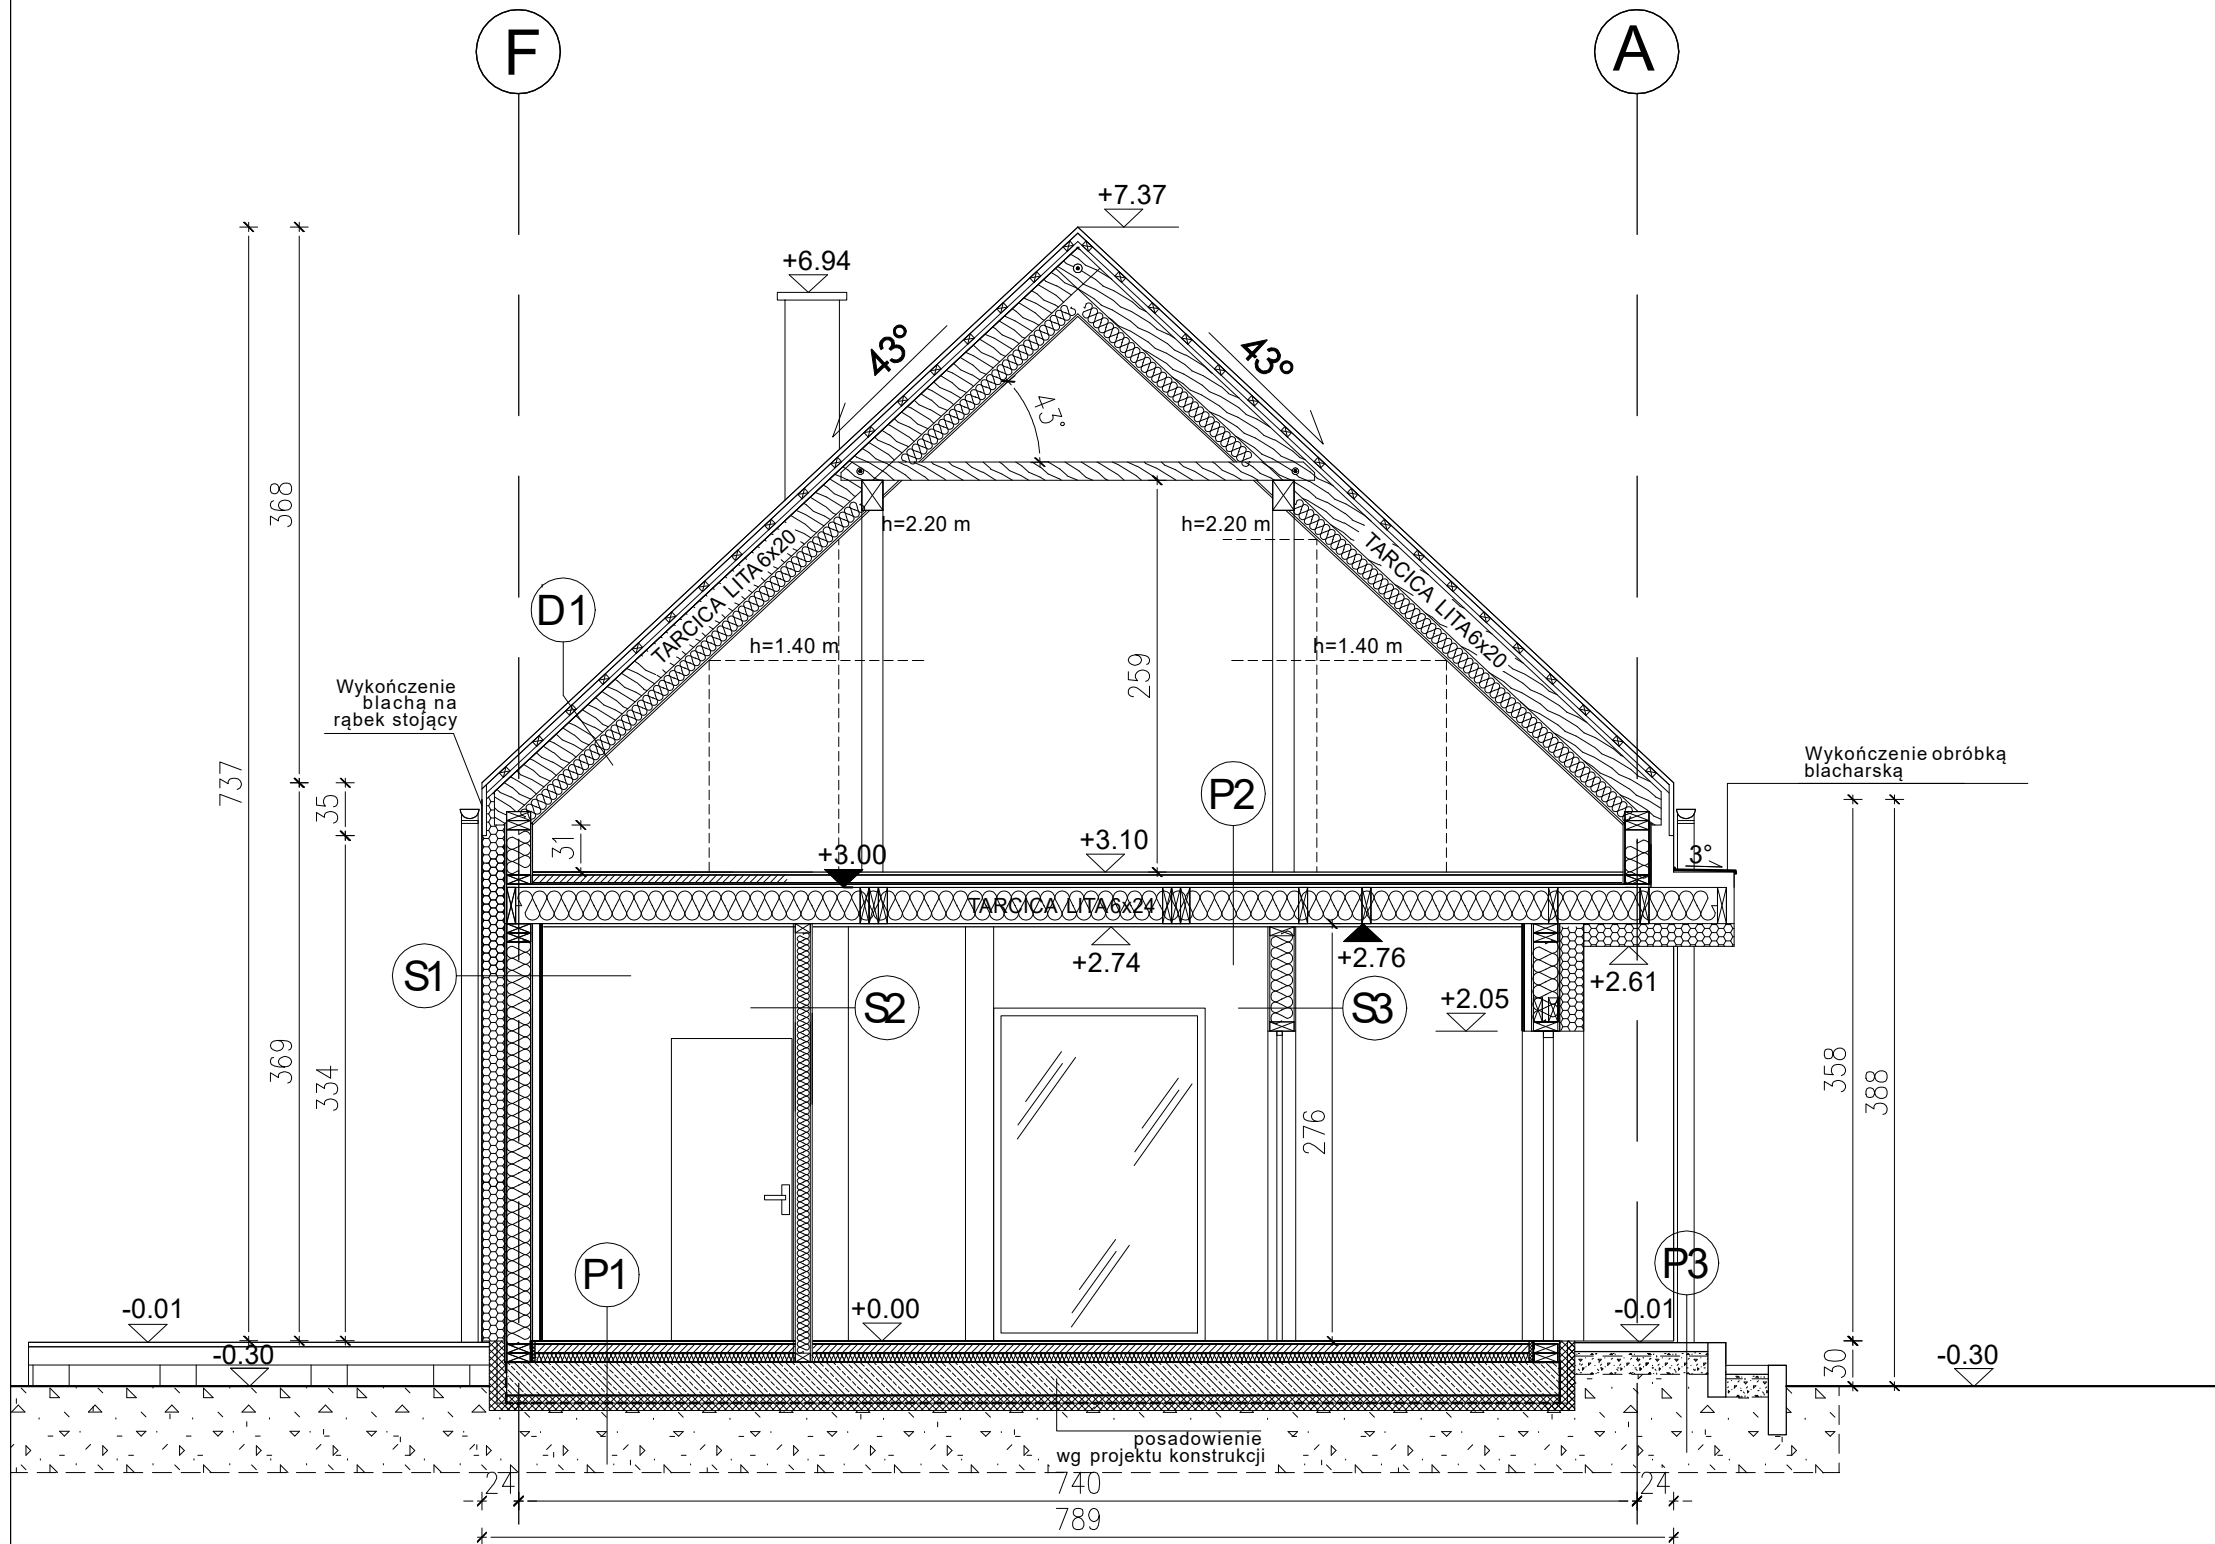 F
A
+7.37
+6.94
43°
43°
43°
368
h=2.20 m
h=2.20 m
TARCICA LITA6x20
TARCICA LITA6x20
D1
h=1.40 m
h=1.40 m
259
Wykończenie
blachą na
rąbek stojący
737
35
P2
Wykończenie obróbką
blacharską
31
+3.00
+3.10
3°
TARCICA LITA6x24
S1
+2.74
+2.76
+2.61
S2
S3
+2.05
369
334
276
358
388
P1
P3
-0.01
+0.00
-0.01
-0.30
30
-0.30
posadowienie
wg projektu konstrukcji
24
740
24
789